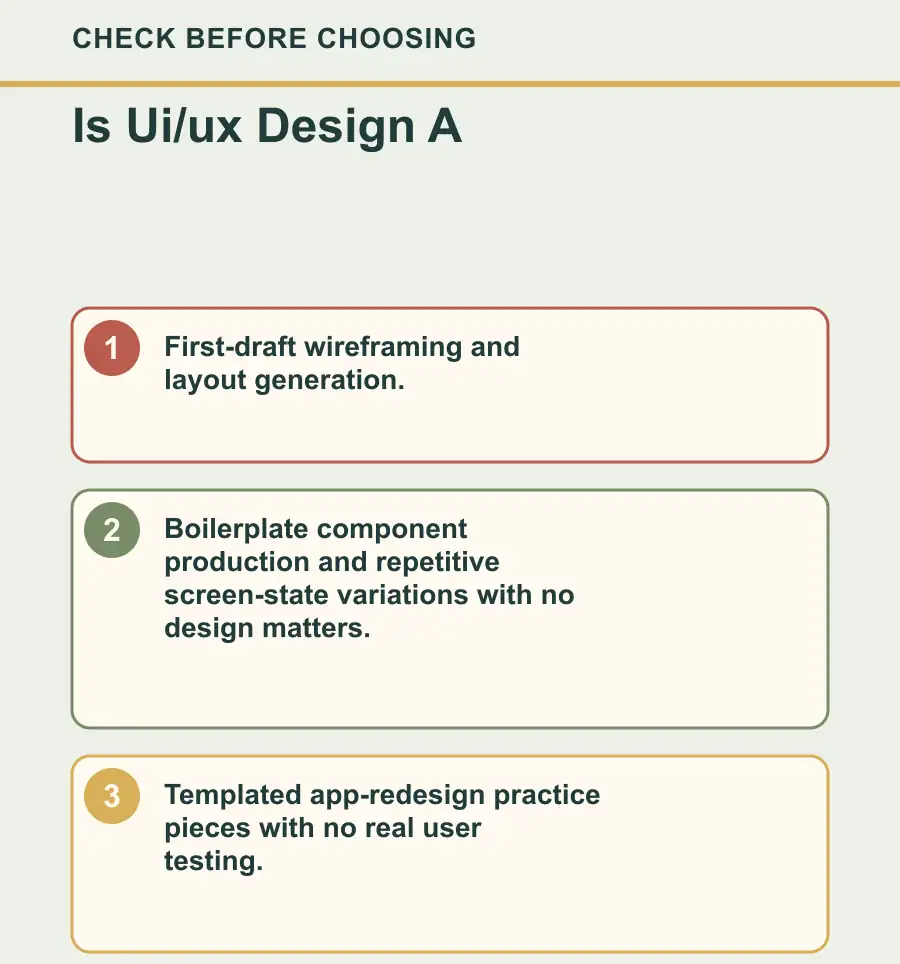 CHECK BEFORE CHOOSING
Is Ui/ux Design A
1
First-draft wireframing and
layout generation.
2
Boilerplate component
production and repetitive
screen-state variations with no
design matters.
3
Templated app-redesign practice
pieces with no real user
testing.